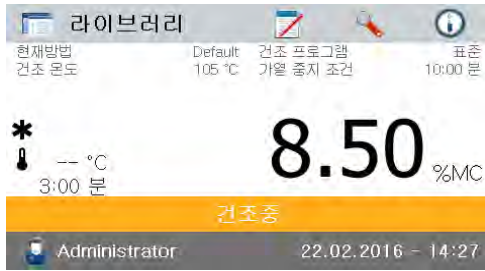 라이브러리
현재방법 Default 건조 프로그램 표준
건조 온도 105 °C 가열 중지 조건 10:00 분
8.50 %MC
-- °C
3:00 분
건조중
Administrator 22.02.2016 - 14:27